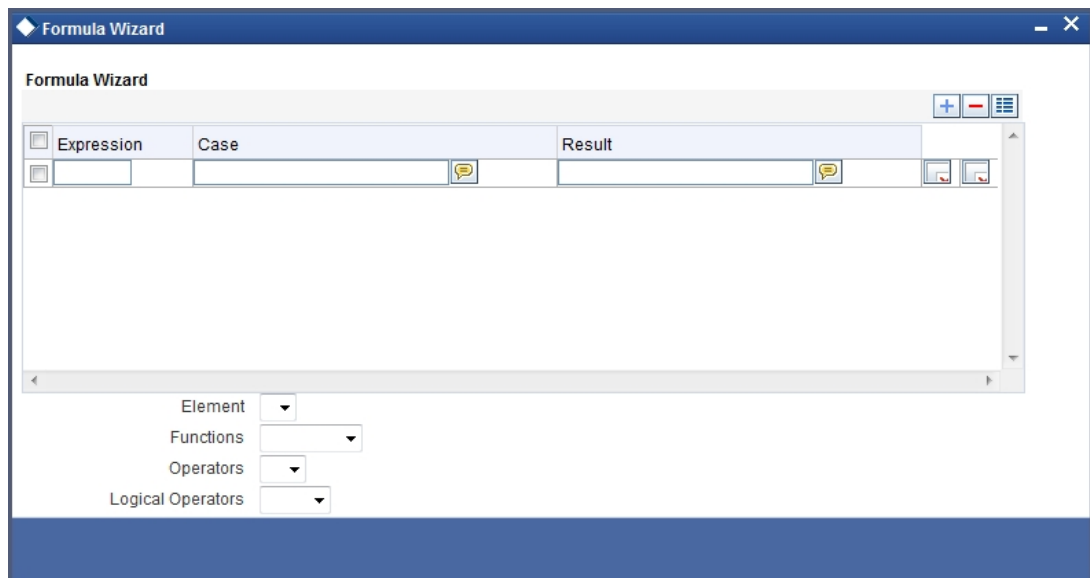 Formula Wizard
Formula Wizard
Expression Case Result
Element
Functions
Operators
Logical Operators